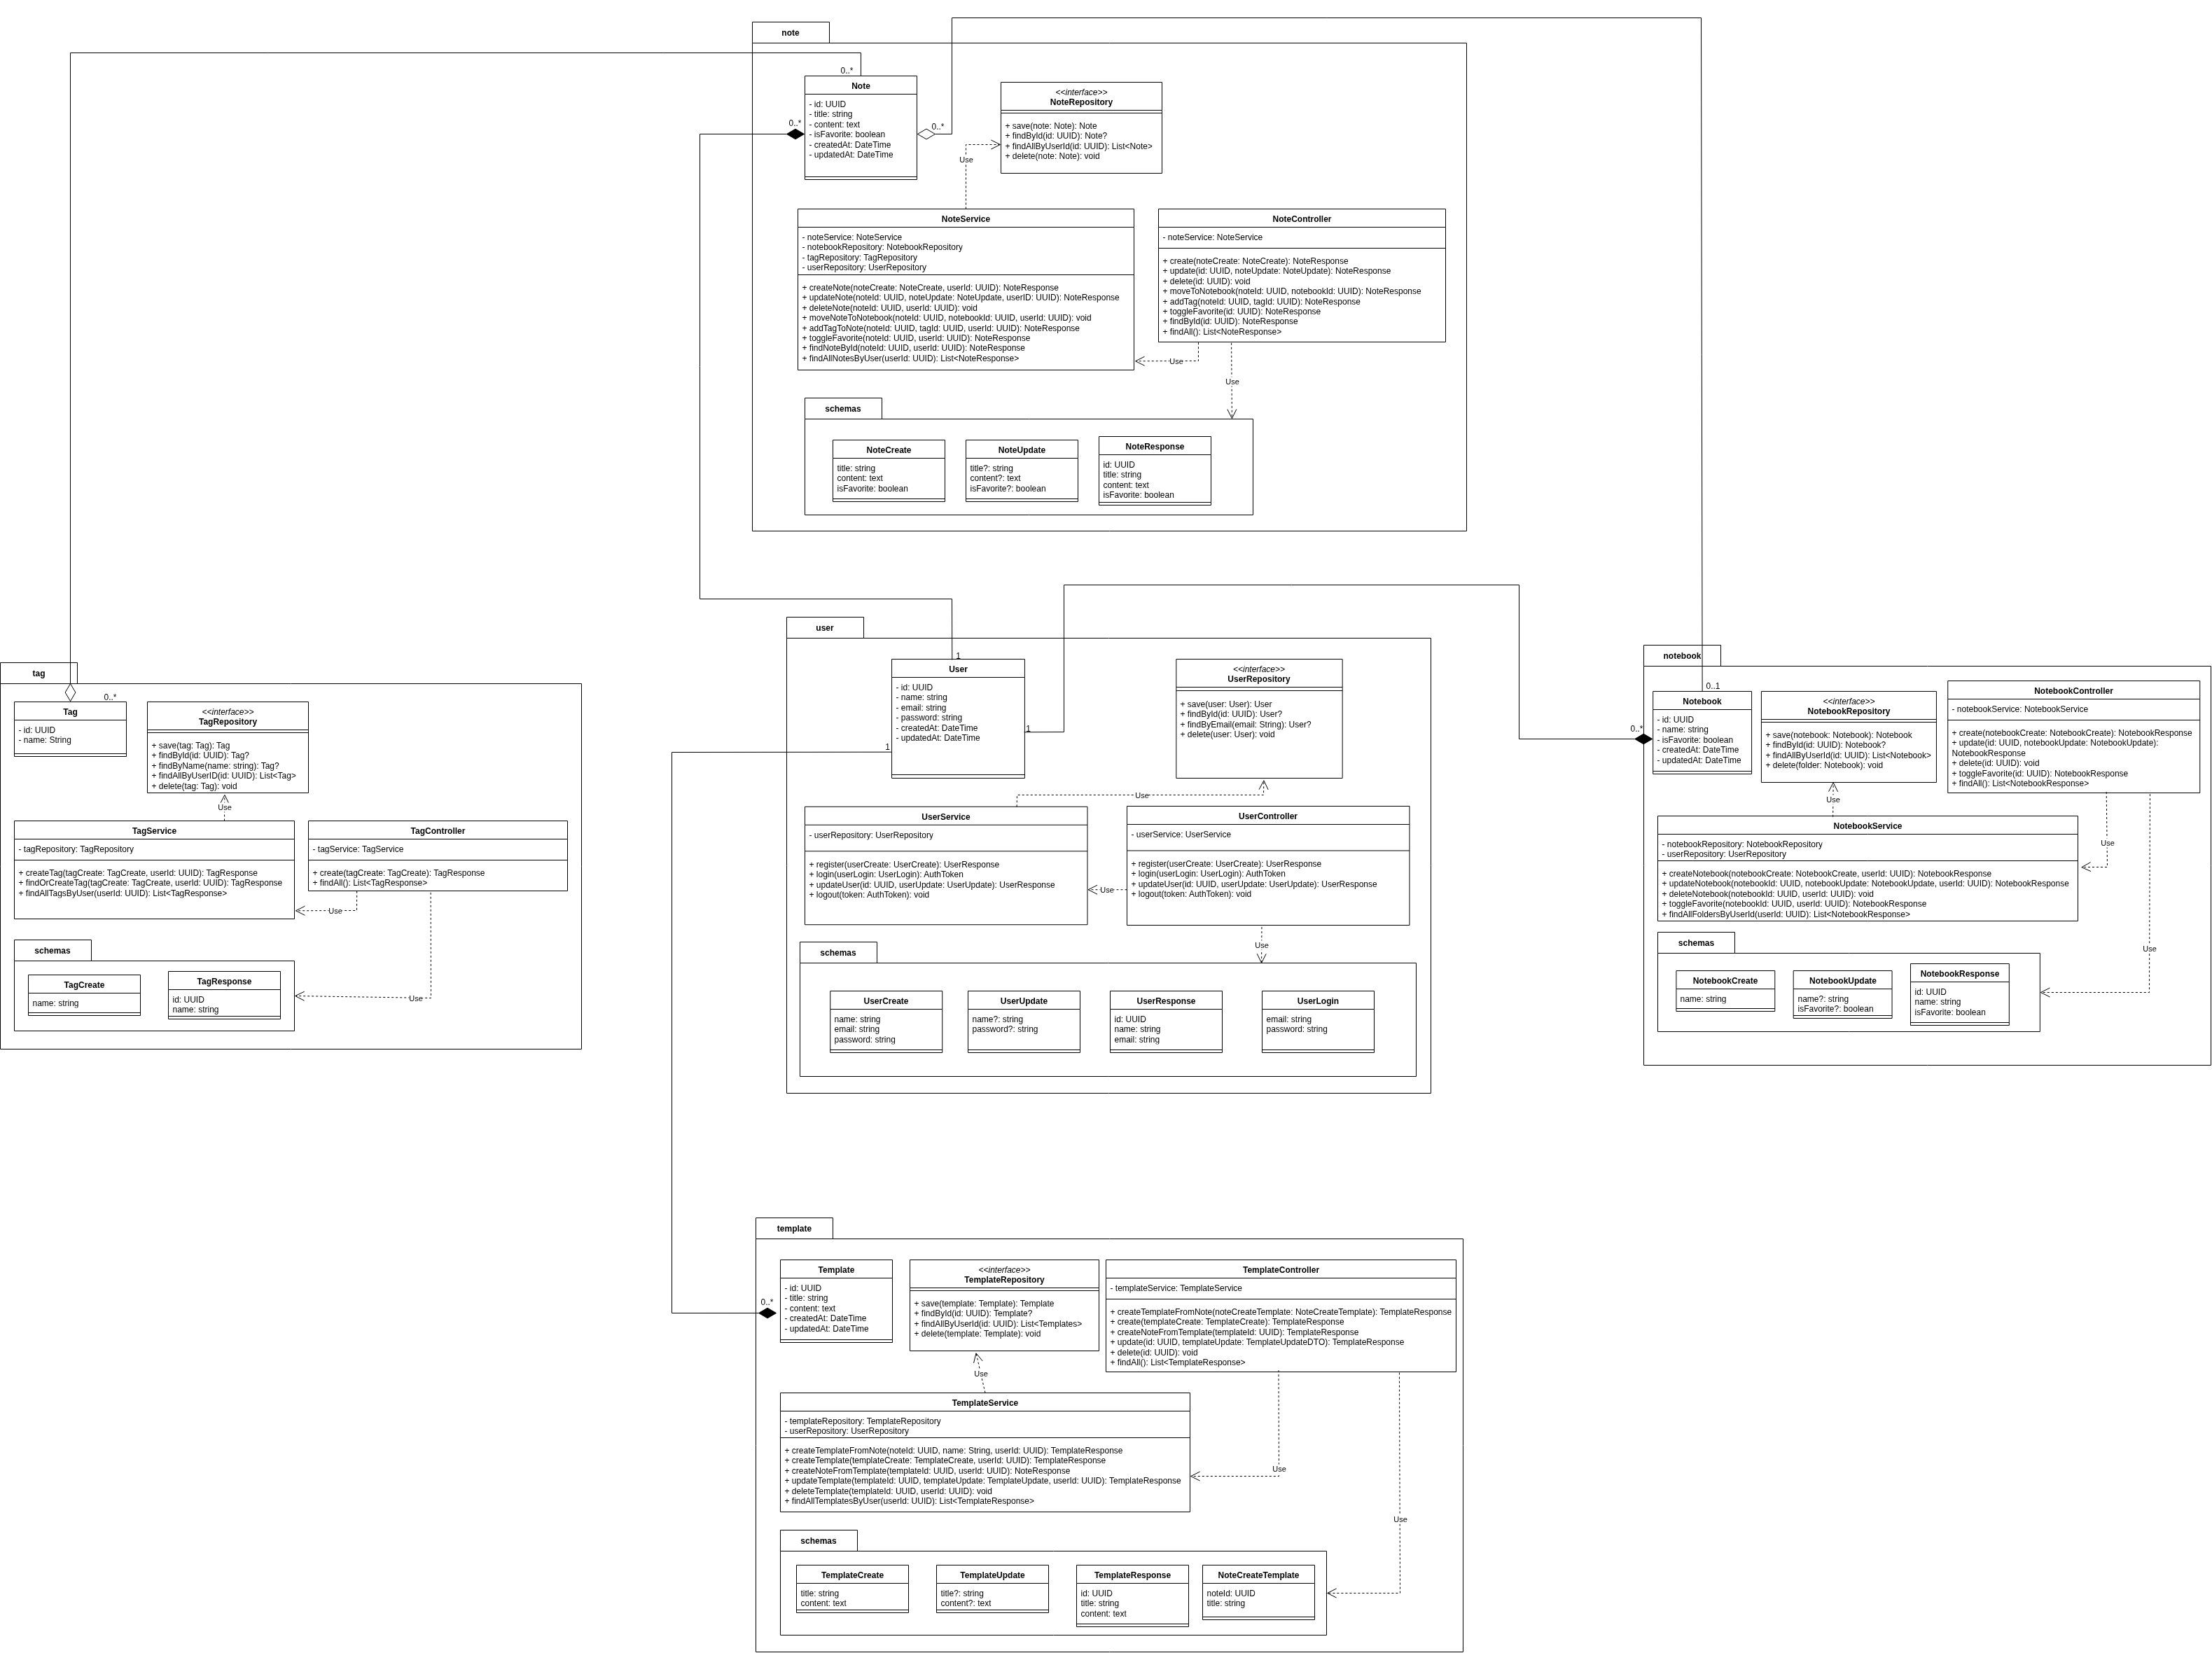 note
0..*
Note
- id: UUID
- title: string
- content: text
- isFavorite: boolean
- createdAt: DateTime
- updatedAt: DateTime
0..*
0..*
<<interface>>
NoteRepository
+ save(note: Note): Note
+ findById(id: UUID): Note?
+ findAllByUserId(id: UUID): List<Note>
+ delete(note: Note): void
Use
NoteService
- noteService: NoteService
- notebookRepository: NotebookRepository
- tagRepository: TagRepository
- userRepository: UserRepository
+ createNote(noteCreate: NoteCreate, userId: UUID): NoteResponse
+ updateNote(noteId: UUID, noteUpdate: NoteUpdate, userID: UUID): NoteResponse
+ deleteNote(noteId: UUID, userId: UUID): void
+ moveNoteToNotebook(noteId: UUID, notebookId: UUID, userId: UUID): void
+ addTagToNote(noteId: UUID, tagId: UUID, userId: UUID): NoteResponse
+ toggleFavorite(noteId: UUID, userId: UUID): NoteResponse
+ findNoteById(noteId: UUID, userId: UUID): NoteResponse
+ findAllNotesByUser(userId: UUID): List<NoteResponse>
NoteController
- noteService: NoteService
+ create(noteCreate: NoteCreate): NoteResponse
+ update(id: UUID, noteUpdate: NoteUpdate): NoteResponse
+ delete(id: UUID): void
+ moveToNotebook(noteId: UUID, notebookId: UUID): NoteResponse
+ addTag(noteId: UUID, tagId: UUID): NoteResponse
+ toggleFavorite(id: UUID): NoteResponse
+ findById(id: UUID): NoteResponse
+ findAll(): List<NoteResponse>
Use
Use
schemas
NoteCreate
title: string
content: text
isFavorite: boolean
NoteUpdate
title?: string
content?: text
isFavorite?: boolean
NoteResponse
id: UUID
title: string
content: text
isFavorite: boolean
tag
0..*
Tag
- id: UUID
- name: String
<<interface>>
TagRepository
+ save(tag: Tag): Tag
+ findById(id: UUID): Tag?
+ findByName(name: string): Tag?
+ findAllByUserID(id: UUID): List<Tag>
+ delete(tag: Tag): void
Use
TagService
- tagRepository: TagRepository
+ createTag(tagCreate: TagCreate, userId: UUID): TagResponse
+ findOrCreateTag(tagCreate: TagCreate, userId: UUID): TagResponse
+ findAllTagsByUser(userId: UUID): List<TagResponse>
TagController
- tagService: TagService
+ create(tagCreate: TagCreate): TagResponse
+ findAll(): List<TagResponse>
Use
Use
schemas
TagCreate
name: string
TagResponse
id: UUID
name: string
user
1
User
- id: UUID
- name: string
- email: string
- password: string
- createdAt: DateTime
- updatedAt: DateTime
1
1
<<interface>>
UserRepository
+ save(user: User): User
+ findById(id: UUID): User?
+ findByEmail(email: String): User?
+ delete(user: User): void
Use
UserService
- userRepository: UserRepository
+ register(userCreate: UserCreate): UserResponse
+ login(userLogin: UserLogin): AuthToken
+ updateUser(id: UUID, userUpdate: UserUpdate): UserResponse
+ logout(token: AuthToken): void
UserController
- userService: UserService
+ register(userCreate: UserCreate): UserResponse
+ login(userLogin: UserLogin): AuthToken
+ updateUser(id: UUID, userUpdate: UserUpdate): UserResponse
+ logout(token: AuthToken): void
Use
Use
schemas
UserCreate
name: string
email: string
password: string
UserUpdate
name?: string
password?: string
UserResponse
id: UUID
name: string
email: string
UserLogin
email: string
password: string
notebook
0..1
0..*
Notebook
- id: UUID
- name: string
- isFavorite: boolean
- createdAt: DateTime
- updatedAt: DateTime
<<interface>>
NotebookRepository
+ save(notebook: Notebook): Notebook
+ findById(id: UUID): Notebook?
+ findAllByUserId(id: UUID): List<Notebook>
+ delete(folder: Notebook): void
NotebookController
- notebookService: NotebookService
+ create(notebookCreate: NotebookCreate): NotebookResponse
+ update(id: UUID, notebookUpdate: NotebookUpdate):
NotebookResponse
+ delete(id: UUID): void
+ toggleFavorite(id: UUID): NotebookResponse
+ findAll(): List<NotebookResponse>
Use
Use
Use
NotebookService
- notebookRepository: NotebookRepository
- userRepository: UserRepository
+ createNotebook(notebookCreate: NotebookCreate, userId: UUID): NotebookResponse
+ updateNotebook(notebookId: UUID, notebookUpdate: NotebookUpdate, userId: UUID): NotebookResponse
+ deleteNotebook(notebookId: UUID, userId: UUID): void
+ toggleFavorite(notebookId: UUID, userId: UUID): NotebookResponse
+ findAllFoldersByUserId(userId: UUID): List<NotebookResponse>
schemas
NotebookCreate
name: string
NotebookUpdate
name?: string
isFavorite?: boolean
NotebookResponse
id: UUID
name: string
isFavorite: boolean
template
0..*
Template
- id: UUID
- title: string
- content: text
- createdAt: DateTime
- updatedAt: DateTime
<<interface>>
TemplateRepository
+ save(template: Template): Template
+ findById(id: UUID): Template?
+ findAllByUserId(id: UUID): List<Templates>
+ delete(template: Template): void
TemplateController
- templateService: TemplateService
+ createTemplateFromNote(noteCreateTemplate: NoteCreateTemplate): TemplateResponse
+ create(templateCreate: TemplateCreate): TemplateResponse
+ createNoteFromTemplate(templateId: UUID): TemplateResponse
+ update(id: UUID, templateUpdate: TemplateUpdateDTO): TemplateResponse
+ delete(id: UUID): void
+ findAll(): List<TemplateResponse>
Use
Use
Use
TemplateService
- templateRepository: TemplateRepository
- userRepository: UserRepository
+ createTemplateFromNote(noteId: UUID, name: String, userId: UUID): TemplateResponse
+ createTemplate(templateCreate: TemplateCreate, userId: UUID): TemplateResponse
+ createNoteFromTemplate(templateId: UUID, userId: UUID): NoteResponse
+ updateTemplate(templateId: UUID, templateUpdate: TemplateUpdate, userId: UUID): TemplateResponse
+ deleteTemplate(templateId: UUID, userId: UUID): void
+ findAllTemplatesByUser(userId: UUID): List<TemplateResponse>
schemas
TemplateCreate
title: string
content: text
TemplateUpdate
title?: string
content?: text
TemplateResponse
id: UUID
title: string
content: text
NoteCreateTemplate
noteId: UUID
title: string